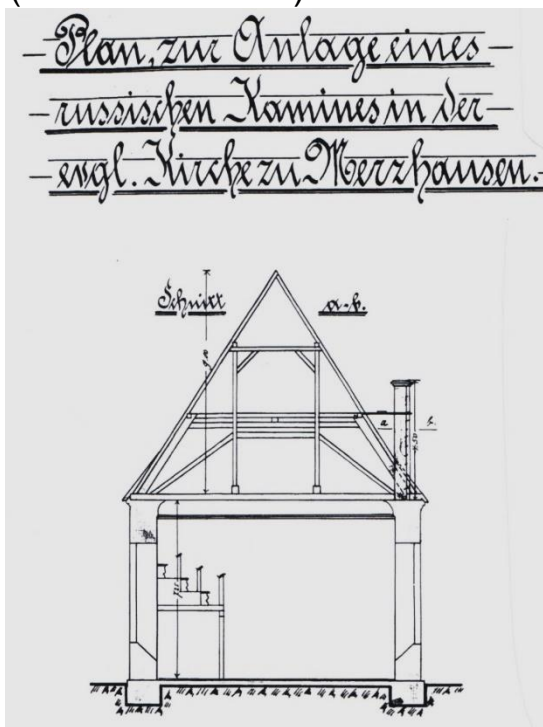 – Plan, zur Anlage eines –
– russischen Kamines in der –
– evgl. Kirche zu Merzhausen. –
Schnitt a-b.
a b.